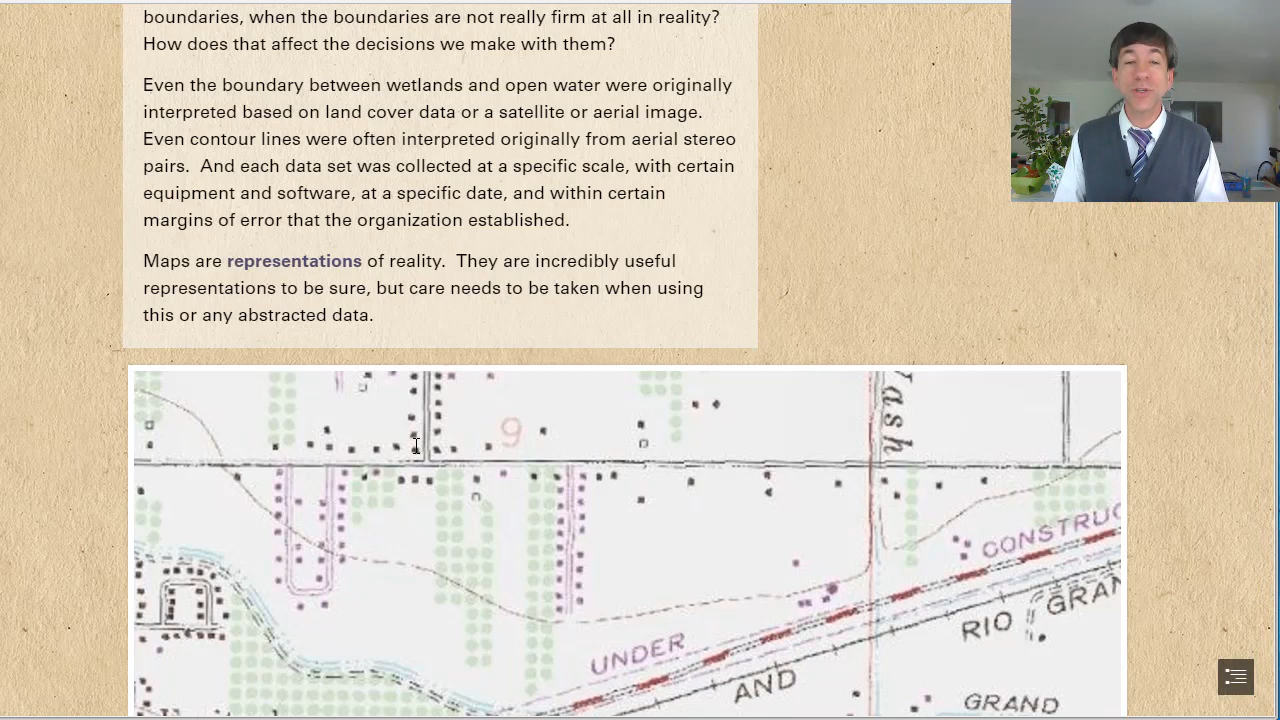 boundaries, when the boundaries are not really firm at all in reality?
How does that affect the decisions we make with them?
Even the boundary between wetlands and open water were originally
interpreted based on land cover data or a satellite or aerial image.
Even contour lines were often interpreted originally from aerial stereo
pairs.  And each data set was collected at a specific scale, with certain
equipment and software, at a specific date, and within certain
margins of error that the organization established.
Maps are representations of reality.  They are incredibly useful
representations to be sure, but care needs to be taken when using
this or any abstracted data.
9
ash
CONSTRUC
UNDER
RIO GRAN
AND
GRAND